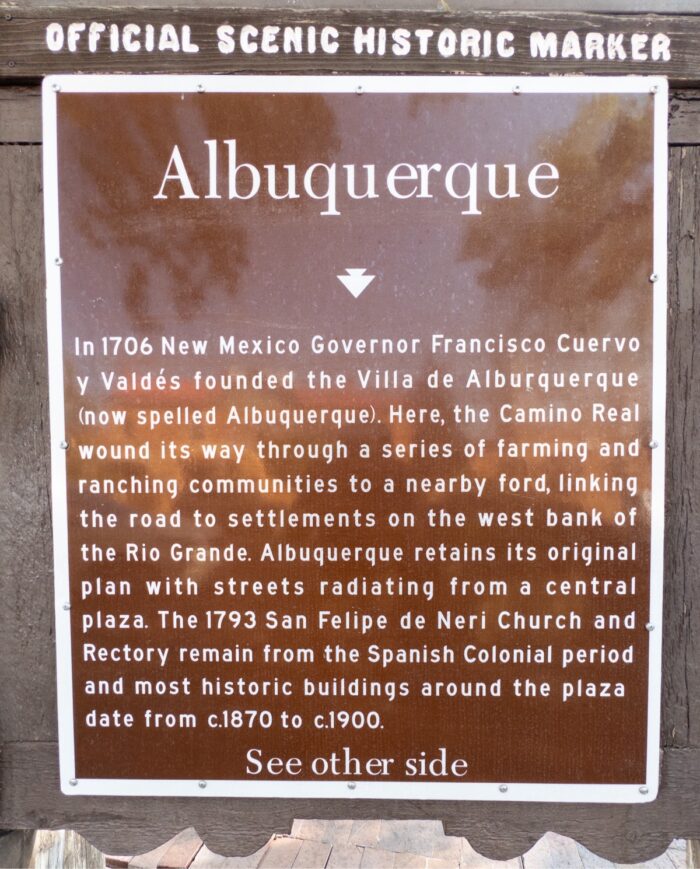 OFFICIAL SCENIC HISTORIC MARKER
Albuquerque
In 1706 New Mexico Governor Francisco Cuervo
y Valdés founded the Villa de Alburquerque
(now spelled Albuquerque). Here, the Camino Real
wound its way through a series of farming and
ranching communities to a nearby ford, linking
the road to settlements on the west bank of
the Rio Grande. Albuquerque retains its original
plan with streets radiating from a central
plaza. The 1793 San Felipe de Neri Church and
Rectory remain from the Spanish Colonial period
and most historic buildings around the plaza
date from c.1870 to c.1900.
See other side